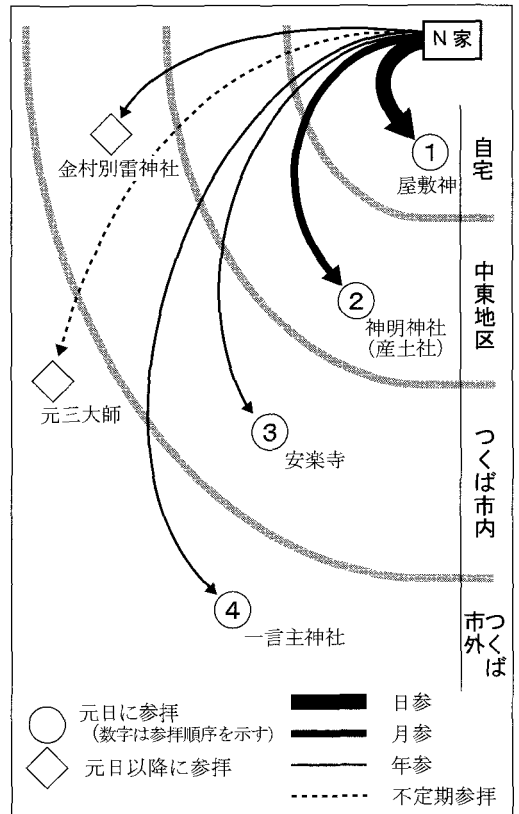 N家
①
屋敷神
自宅
金村別雷神社
②
神明神社
(産土社)
中東地区
元三大師
③
安楽寺
つくば市内
④
一言主神社
つくば
市外
元日に参拝
(数字は参拝順序を示す)
元日以降に参拝
日参
月参
年参
不定期参拝